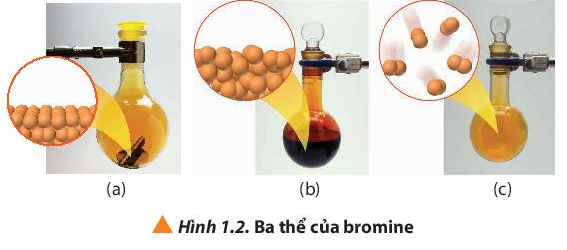 (a) (b) (c)
Hình 1.2. Ba thể của bromine